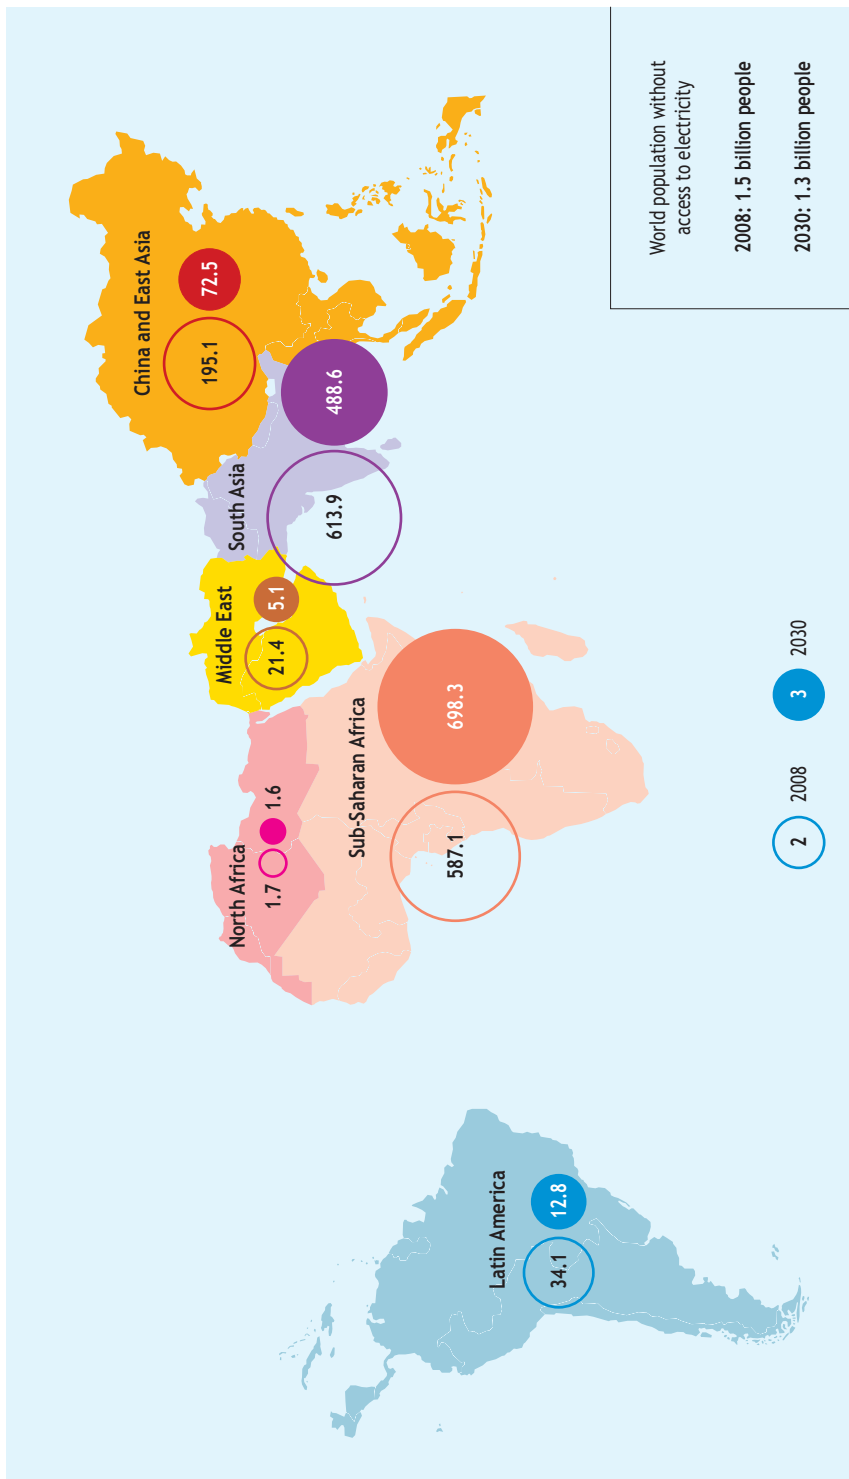 China and East Asia
195.1
72.5
South Asia
613.9
488.6
Middle East
21.4
5.1
North Africa
1.7
1.6
Sub-Saharan Africa
587.1
698.3
Latin America
34.1
12.8
2 2008
3 2030
World population without
access to electricity
2008: 1.5 billion people
2030: 1.3 billion people